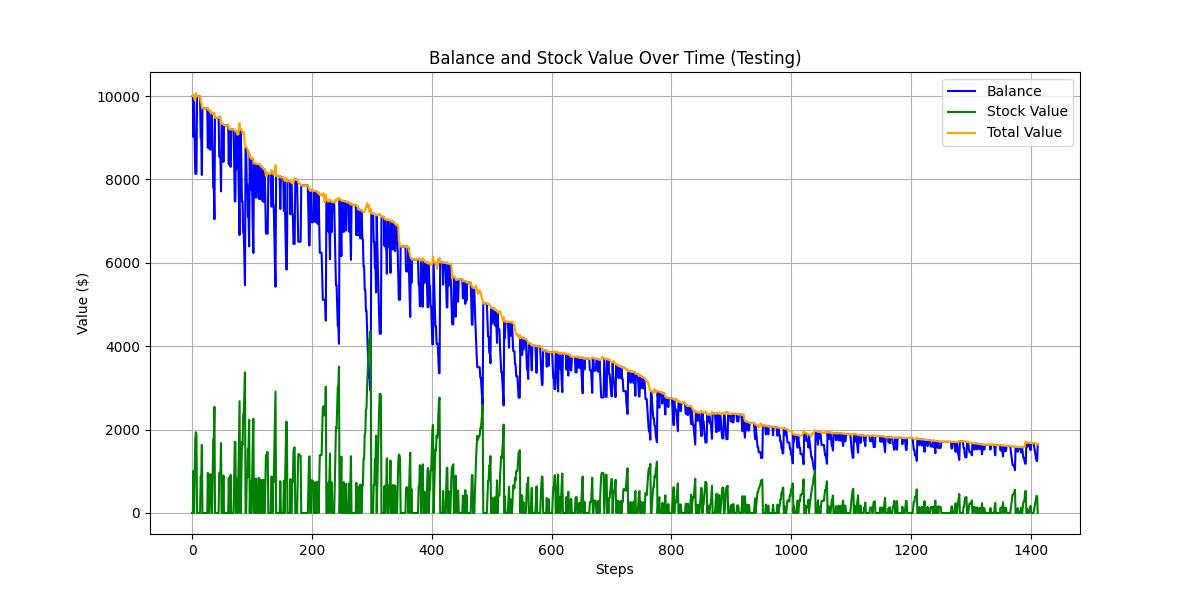 Balance and Stock Value Over Time (Testing)
Balance
Stock Value
Total Value
Value ($)
10000
8000
6000
4000
2000
0
0 200 400 600 800 1000 1200 1400
Steps